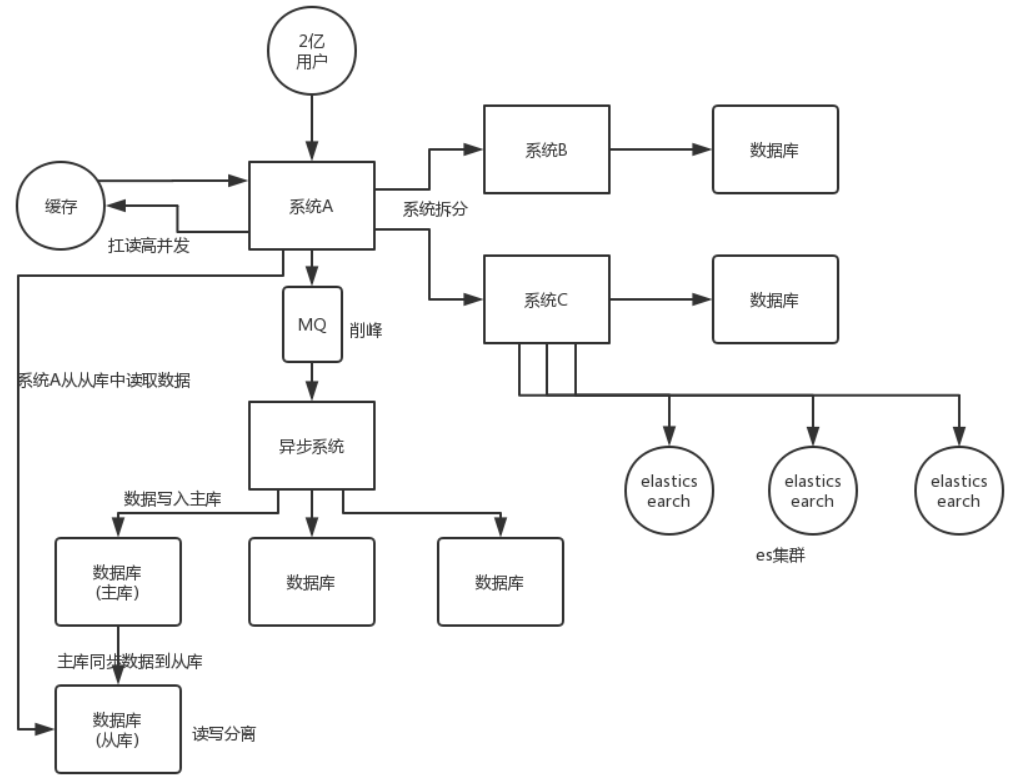 2亿
用户
系统B
数据库
缓存
系统A
系统拆分
扛读高并发
系统C
数据库
MQ
削峰
系统A从从库中读取数据
异步系统
elastics
earch
elastics
earch
elastics
earch
数据写入主库
es集群
数据库
(主库)
数据库
数据库
主库同步数据到从库
数据库
(从库)
读写分离